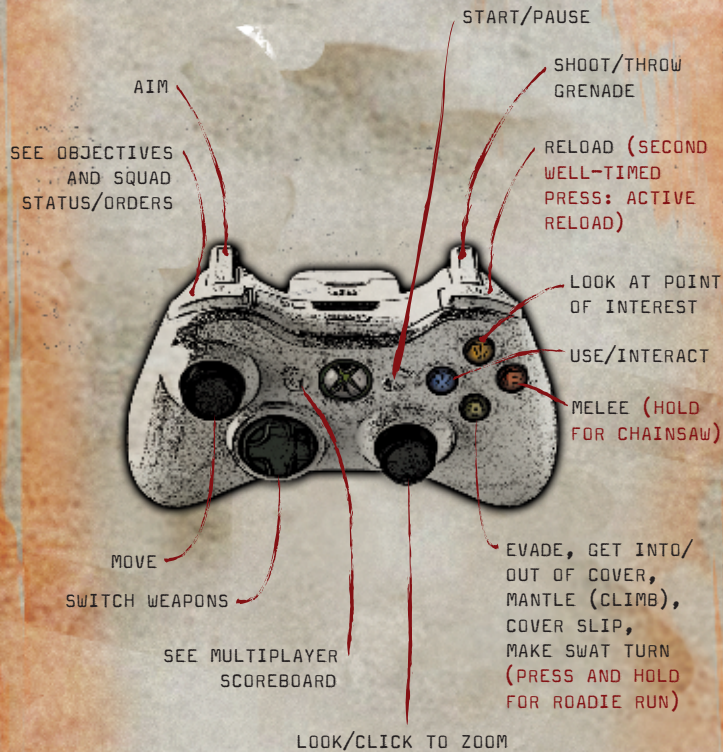 START/PAUSE
AIM
SHOOT/THROW
GRENADE
SEE OBJECTIVES
AND SQUAD
STATUS/ORDERS
RELOAD (SECOND
WELL-TIMED
PRESS: ACTIVE
RELOAD)
LOOK AT POINT
OF INTEREST
USE/INTERACT
MELEE (HOLD
FOR CHAINSAW)
Y
X
B
A
MOVE
SWITCH WEAPONS
SEE MULTIPLAYER
SCOREBOARD
EVADE, GET INTO/
OUT OF COVER,
MANTLE (CLIMB),
COVER SLIP,
MAKE SWAT TURN
(PRESS AND HOLD
FOR ROADIE RUN)
LOOK/CLICK TO ZOOM